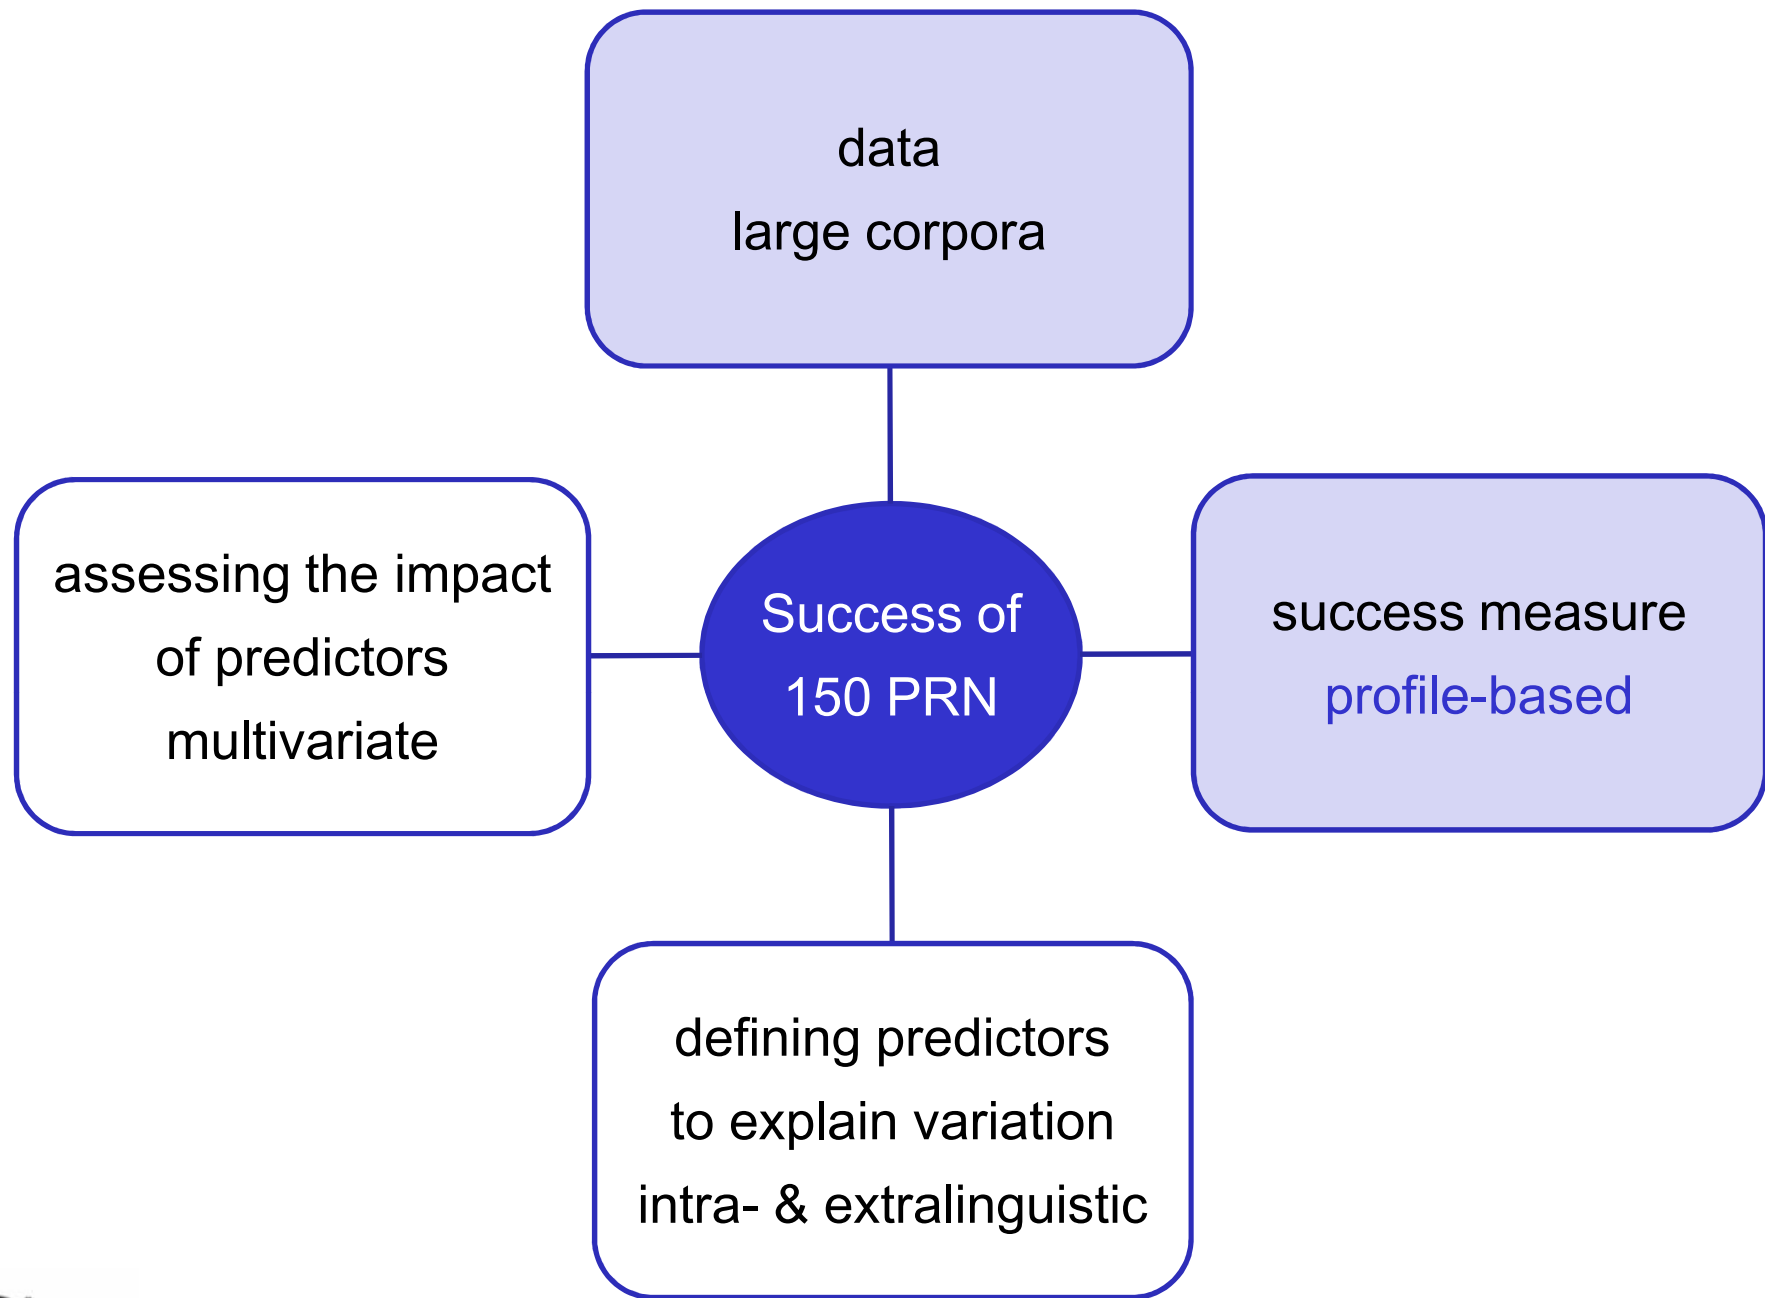 data
large corpora
assessing the impact
of predictors
multivariate
Success of
150 PRN
success measure
profile-based
defining predictors
to explain variation
intra- & extralinguistic